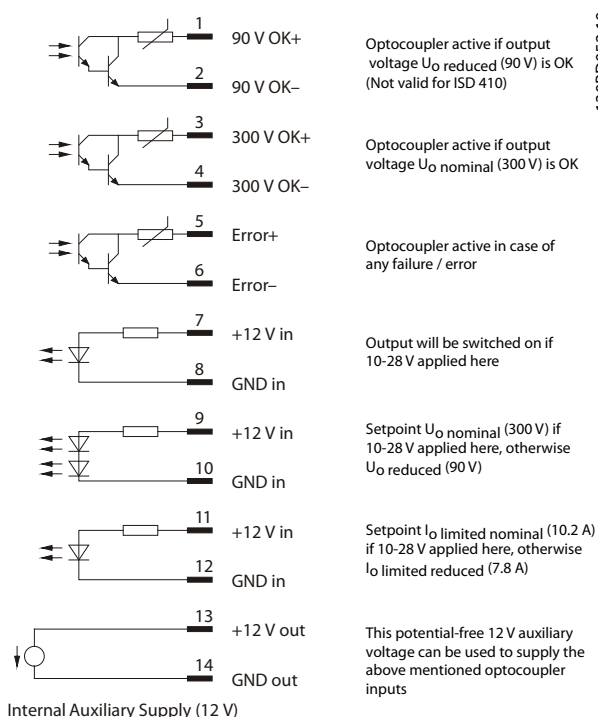 1
90 V OK+
2
90 V OK–
Optocoupler active if output
voltage Uo reduced (90 V) is OK
(Not valid for ISD 410)
3
300 V OK+
4
300 V OK–
Optocoupler active if output
voltage Uo nominal (300 V) is OK
5
Error+
6
Error–
Optocoupler active in case of
any failure / error
7
+12 V in
8
GND in
Output will be switched on if
10-28 V applied here
9
+12 V in
10
GND in
Setpoint Uo nominal (300 V) if
10-28 V applied here, otherwise
Uo reduced (90 V)
11
+12 V in
12
GND in
Setpoint Io limited nominal (10.2 A)
if 10-28 V applied here, otherwise
Io limited reduced (7.8 A)
13
+12 V out
14
GND out
This potential-free 12 V auxiliary
voltage can be used to supply the
above mentioned optocoupler
inputs
Internal Auxiliary Supply (12 V)